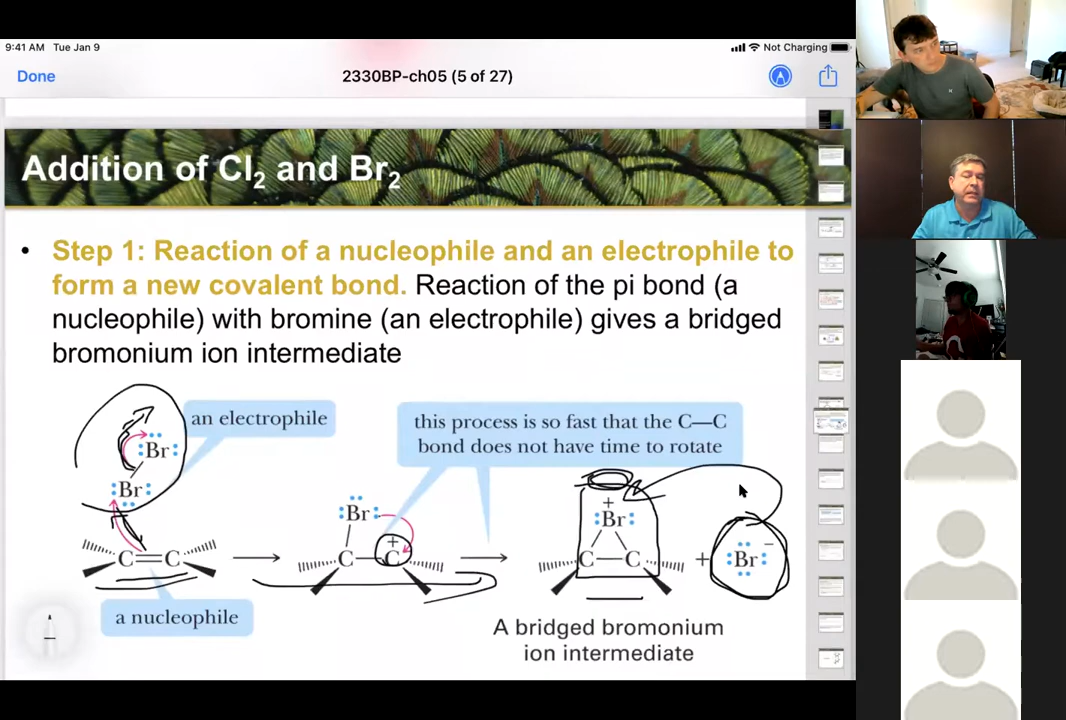 9:41 AM Tue Jan 9
Not Charging
Done
2330BP-ch05 (5 of 27)
Addition of Cl₂ and Br₂
• Step 1: Reaction of a nucleophile and an electrophile to
form a new covalent bond. Reaction of the pi bond (a
nucleophile) with bromine (an electrophile) gives a bridged
bromonium ion intermediate
an electrophile
this process is so fast that the C—C
bond does not have time to rotate
:Br:
:Br:
C=C
a nucleophile
:Br:
C—C
+
+
:Br:
C—C
+ :Br:⁻
A bridged bromonium
ion intermediate